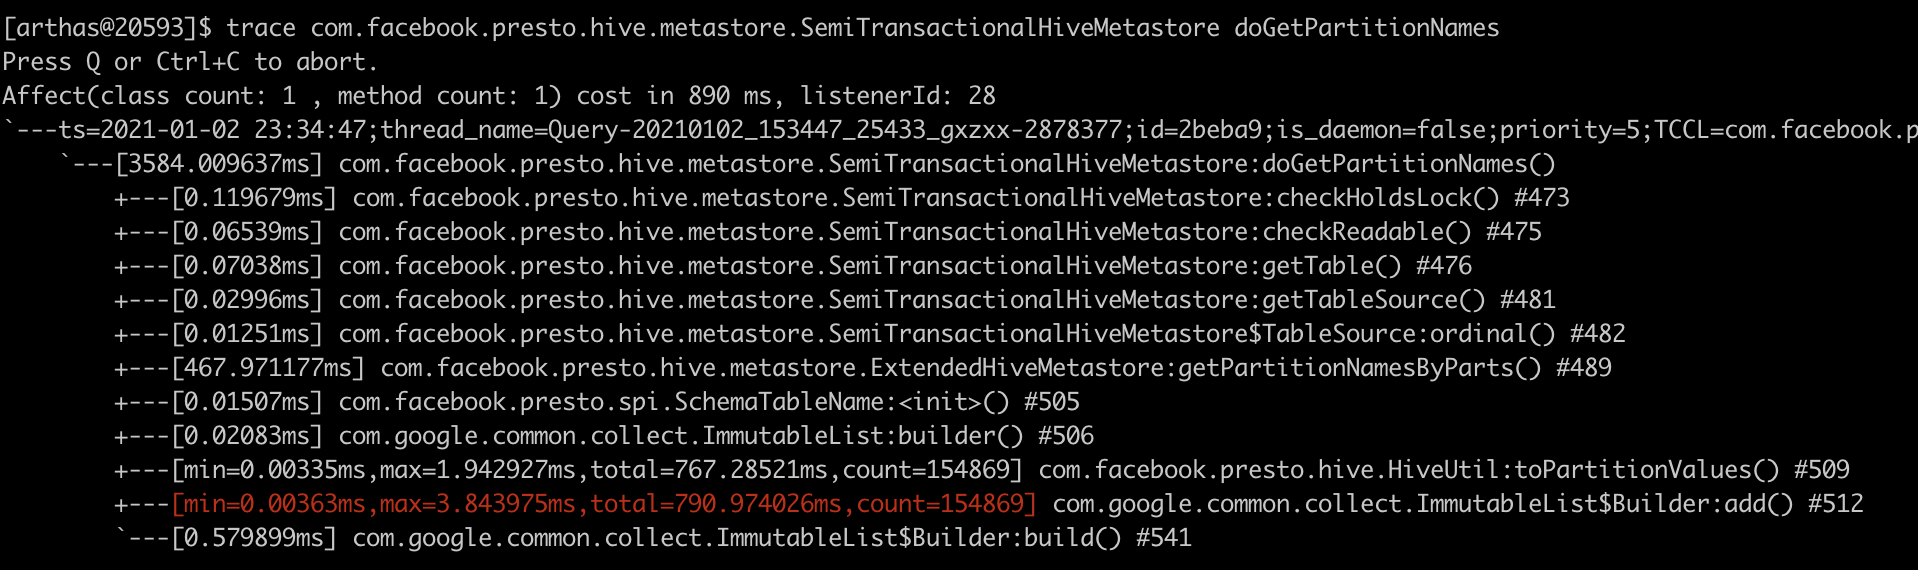 [arthas@20593]$ trace com.facebook.presto.hive.metastore.SemiTransactionalHiveMetastore doGetPartitionNames
Press Q or Ctrl+C to abort.
Affect(class count: 1 , method count: 1) cost in 890 ms, listenerId: 28
`---ts=2021-01-02 23:34:47;thread_name=Query-20210102_153447_25433_gxzxx-2878377;id=2beba9;is_daemon=false;priority=5;TCCL=com.facebook.p
    `---[3584.009637ms] com.facebook.presto.hive.metastore.SemiTransactionalHiveMetastore:doGetPartitionNames()
        +---[0.119679ms] com.facebook.presto.hive.metastore.SemiTransactionalHiveMetastore:checkHoldsLock() #473
        +---[0.06539ms] com.facebook.presto.hive.metastore.SemiTransactionalHiveMetastore:checkReadable() #475
        +---[0.07038ms] com.facebook.presto.hive.metastore.SemiTransactionalHiveMetastore:getTable() #476
        +---[0.02996ms] com.facebook.presto.hive.metastore.SemiTransactionalHiveMetastore:getTableSource() #481
        +---[0.01251ms] com.facebook.presto.hive.metastore.SemiTransactionalHiveMetastore$TableSource:ordinal() #482
        +---[467.971177ms] com.facebook.presto.hive.metastore.ExtendedHiveMetastore:getPartitionNamesByParts() #489
        +---[0.01507ms] com.facebook.presto.spi.SchemaTableName:<init>() #505
        +---[0.02083ms] com.google.common.collect.ImmutableList:builder() #506
        +---[min=0.00335ms,max=1.942927ms,total=767.28521ms,count=154869] com.facebook.presto.hive.HiveUtil:toPartitionValues() #509
        +---[min=0.00363ms,max=3.843975ms,total=790.974026ms,count=154869] com.google.common.collect.ImmutableList$Builder:add() #512
        `---[0.579899ms] com.google.common.collect.ImmutableList$Builder:build() #541